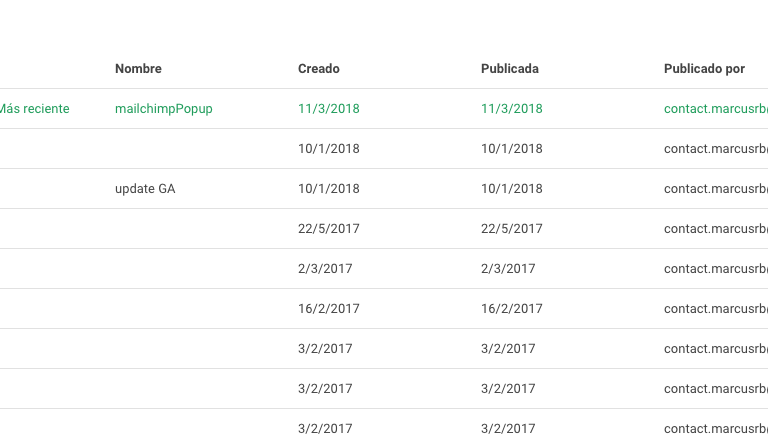 Nombre Creado Publicada Publicado por
Más reciente mailchimpPopup 11/3/2018 11/3/2018 contact.marcusrb
10/1/2018 10/1/2018 contact.marcusrb
update GA 10/1/2018 10/1/2018 contact.marcusrb
22/5/2017 22/5/2017 contact.marcusrb
2/3/2017 2/3/2017 contact.marcusrb
16/2/2017 16/2/2017 contact.marcusrb
3/2/2017 3/2/2017 contact.marcusrb
3/2/2017 3/2/2017 contact.marcusrb
3/2/2017 3/2/2017 contact.marcusrb